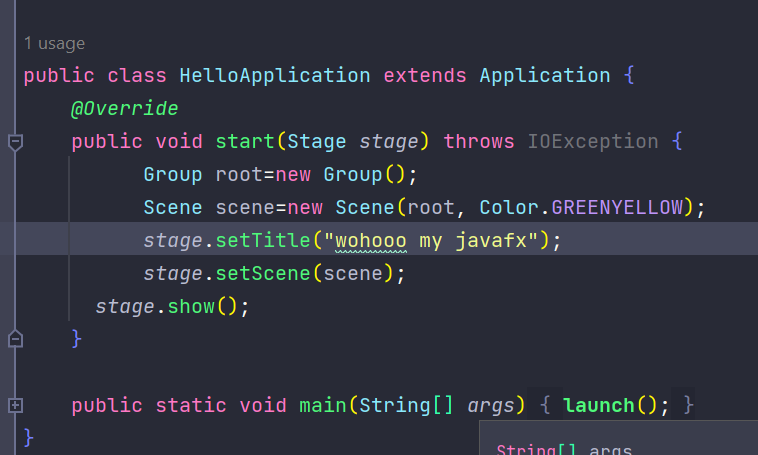 1 usage
public class HelloApplication extends Application {
@Override
public void start(Stage stage) throws IOException {
Group root=new Group();
Scene scene=new Scene(root, Color.GREENYELLOW);
stage.setTitle("wohooo my javafx");
stage.setScene(scene);
stage.show();
}
public static void main(String[] args) { launch(); }
}
String[] args